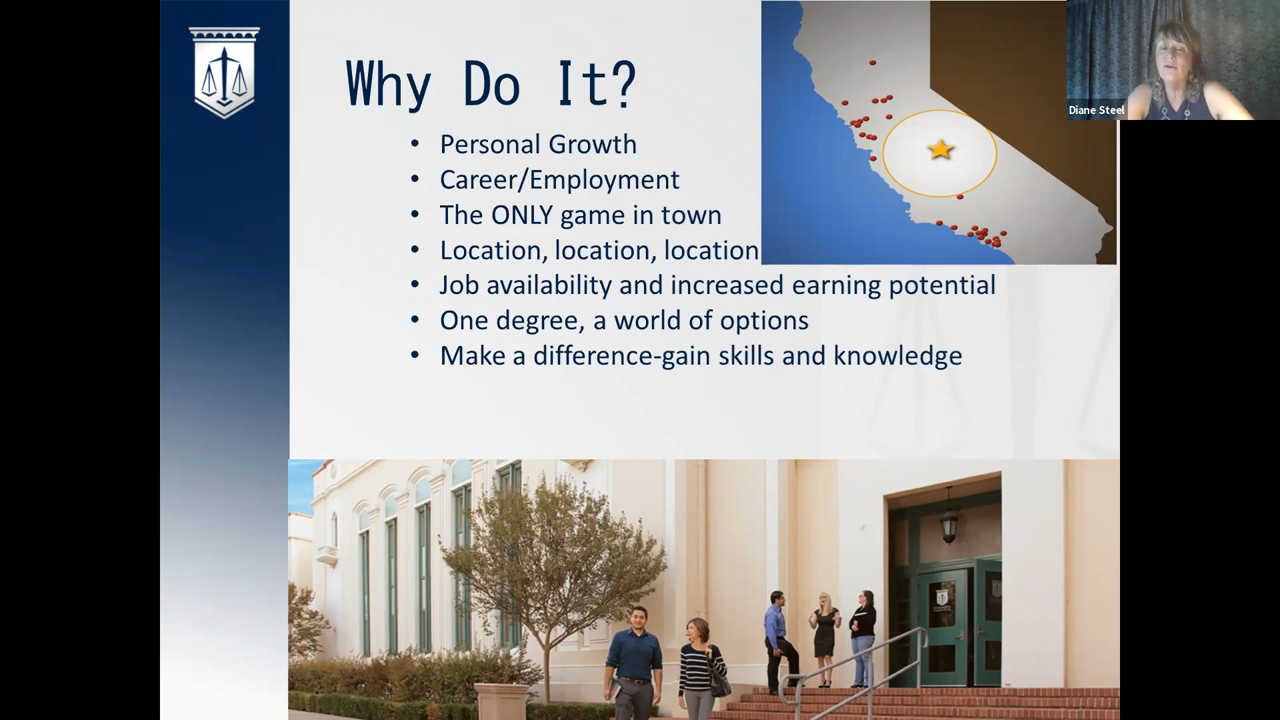 Why Do It?
Diane Steel
• Personal Growth
• Career/Employment
• The ONLY game in town
• Location, location, location
• Job availability and increased earning potential
• One degree, a world of options
• Make a difference-gain skills and knowledge